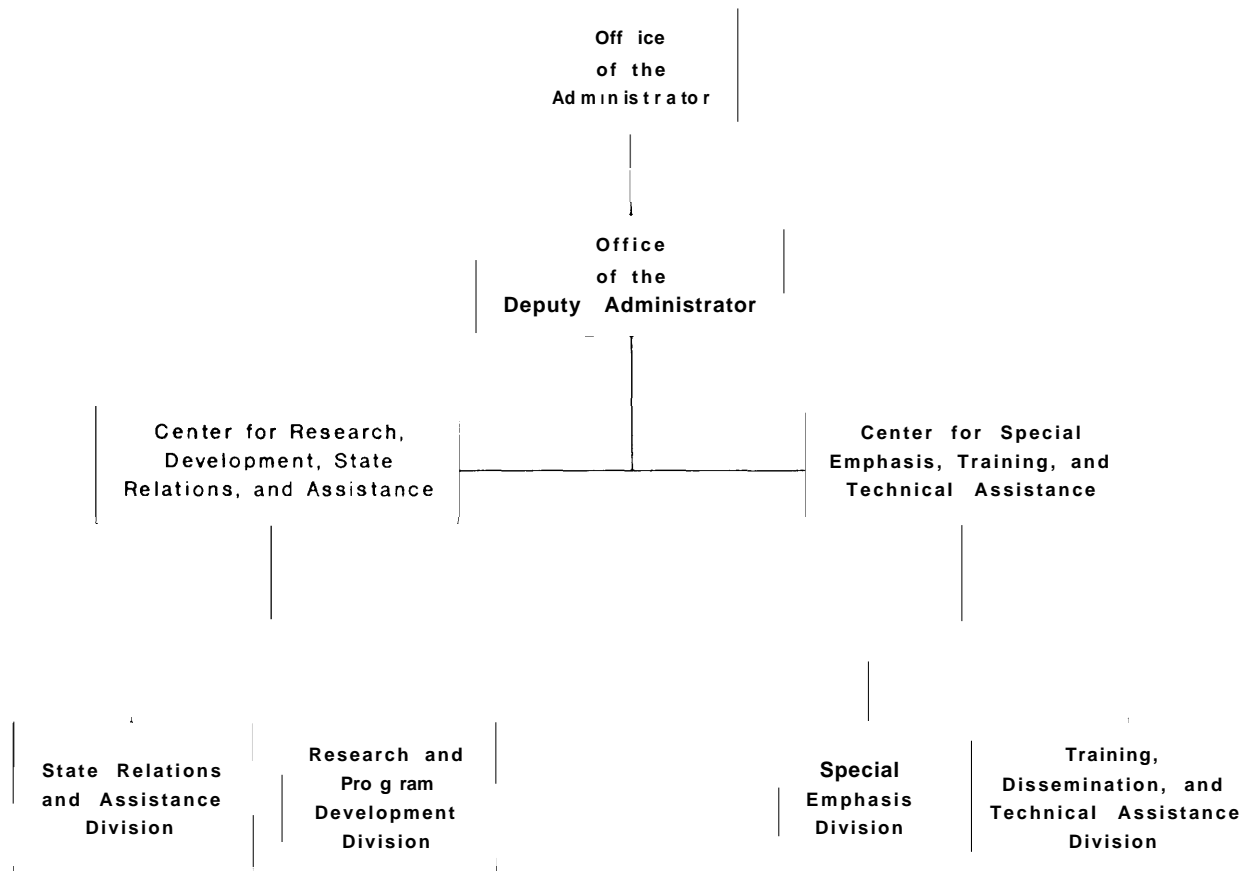 Office
of the
Administrator
Office
of the
Deputy Administrator
Center for Research,
Development, State
Relations, and Assistance
Center for Special
Emphasis, Training, and
Technical Assistance
State Relations
and Assistance
Division
Research and
Program
Development
Division
Special
Emphasis
Division
Training,
Dissemination, and
Technical Assistance
Division